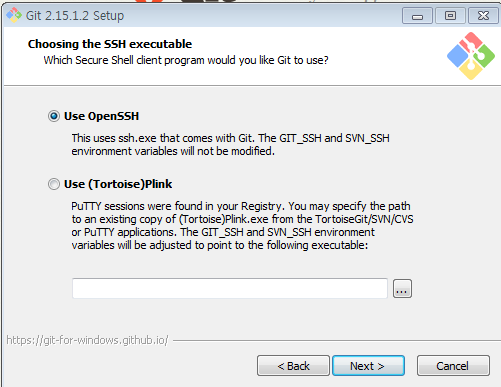 Git 2.15.1.2 Setup
Choosing the SSH executable
Which Secure Shell client program would you like Git to use?
Use OpenSSH
This uses ssh.exe that comes with Git. The GIT_SSH and SVN_SSH
environment variables will not be modified.
Use (Tortoise)Plink
PuTTY sessions were found in your Registry. You may specify the path
to an existing copy of (Tortoise)Plink.exe from the TortoiseGit/SVN/CVS
or PuTTY applications. The GIT_SSH and SVN_SSH environment
variables will be adjusted to point to the following executable:
...
https://git-for-windows.github.io/
< Back Next > Cancel